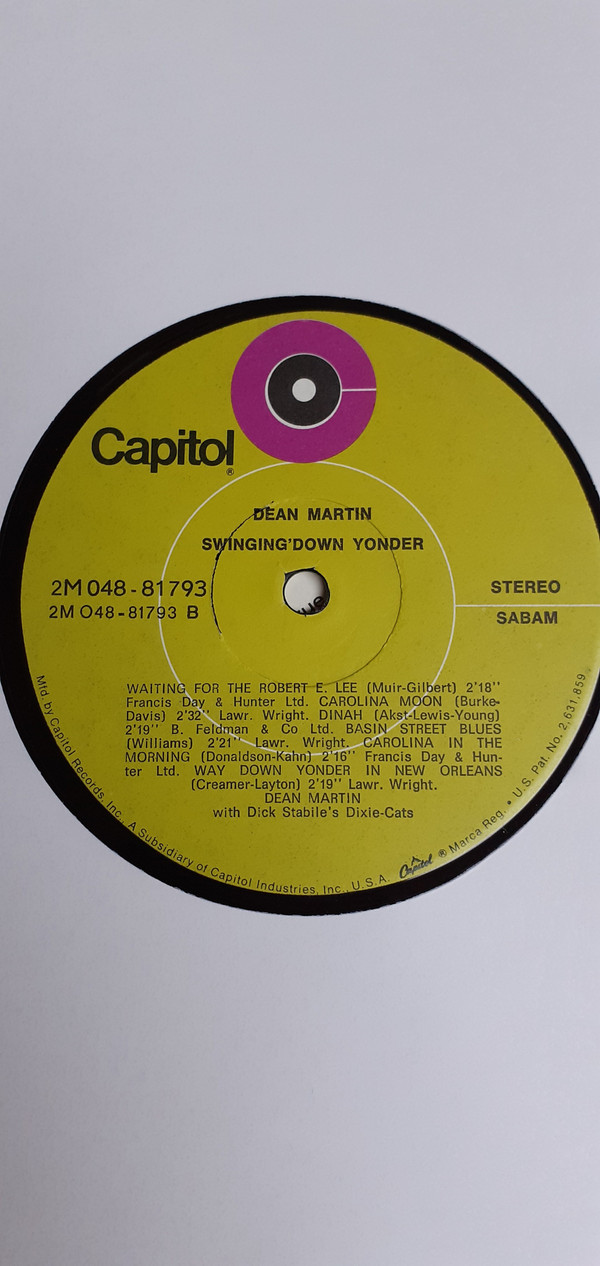 Capitol®
DEAN MARTIN
SWINGING'DOWN YONDER
2M 048 - 81793
2M O48-81793 B
STEREO
SABAM
WAITING FOR THE ROBERT E. LEE (Muir-Gilbert) 2'18''
Francis Day & Hunter Ltd. CAROLINA MOON (Burke-
Davis) 2'32'' Lawr. Wright. DINAH (Akst-Lewis-Young)
2'19'' B. Feldman & Co Ltd. BASIN STREET BLUES
(Williams) 2'21'' Lawr. Wright. CAROLINA IN THE
MORNING (Donaldson-Kahn) 2'16'' Francis Day & Hun-
ter Ltd. WAY DOWN YONDER IN NEW ORLEANS
(Creamer-Layton) 2'19'' Lawr. Wright.
DEAN MARTIN
with Dick Stabile's Dixie-Cats
Mfd. by Capitol Records, Inc., A Subsidiary of Capitol Industries, Inc., U.S.A. Capitol ® Marca Reg. • U.S. Pat. No. 2,631,859